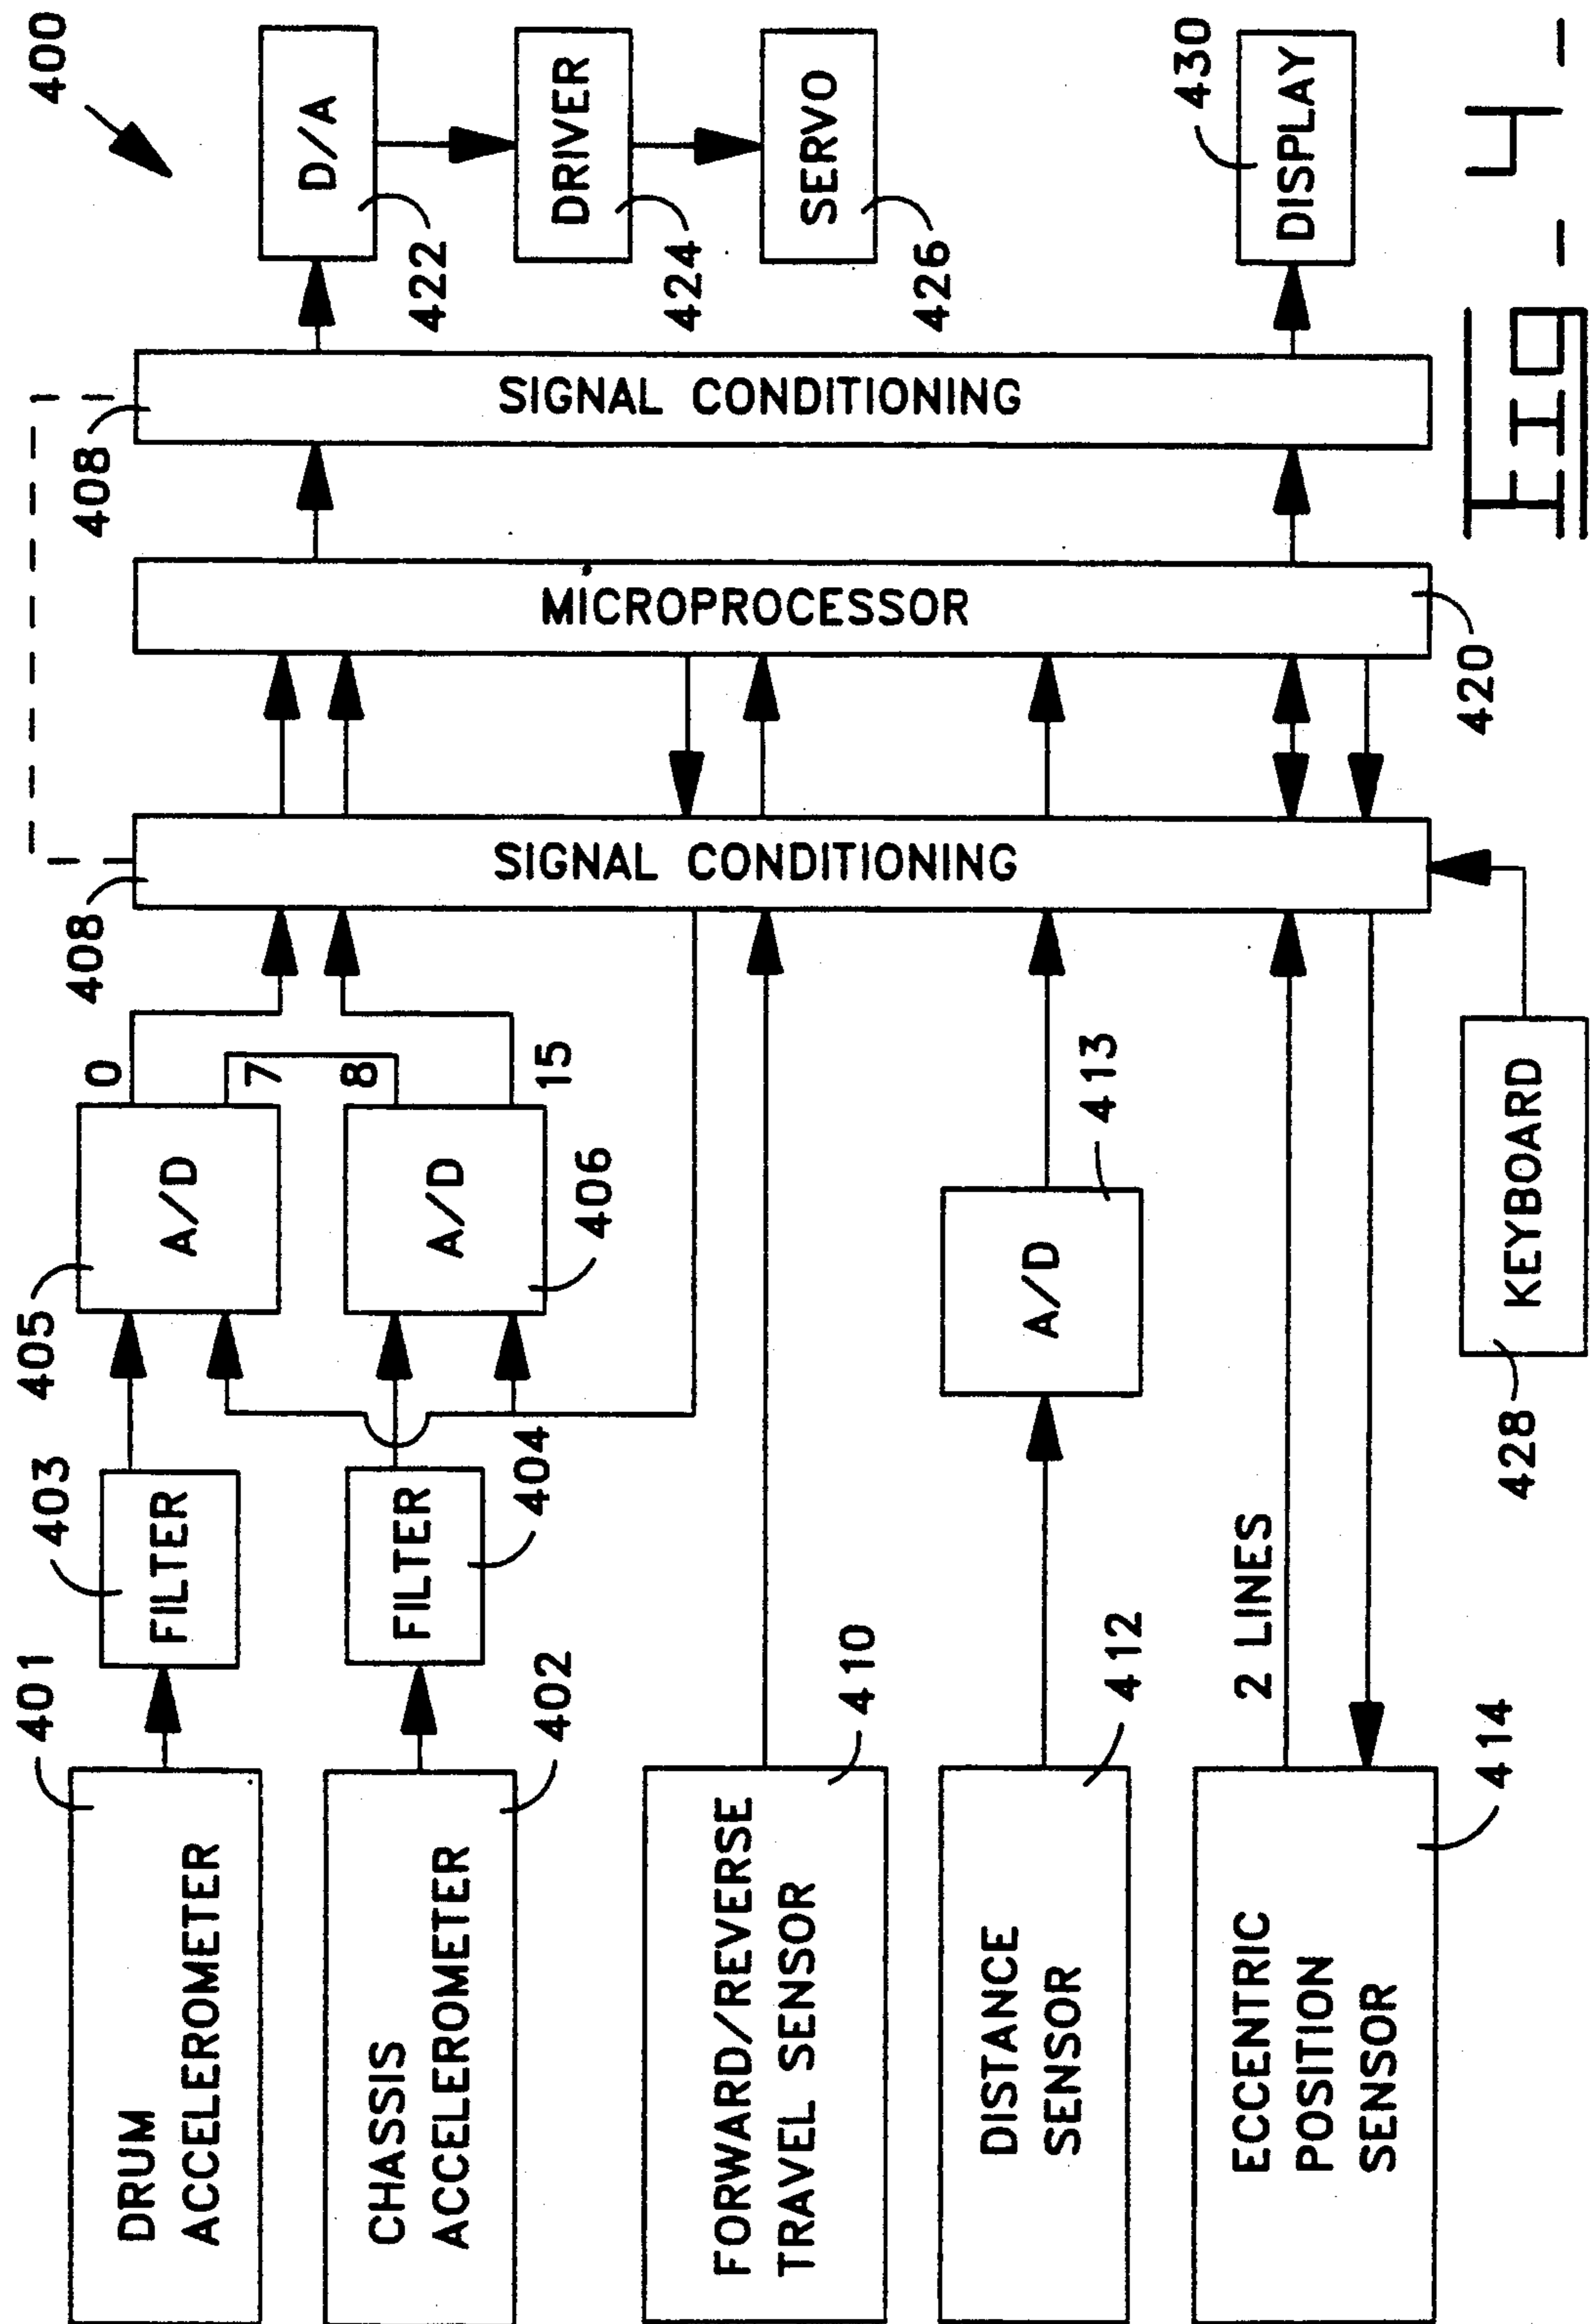 400
401
DRUM
ACCELEROMETER
403
FILTER
405
A/D
0
7
402
CHASSIS
ACCELEROMETER
404
FILTER
406
A/D
8
15
408
SIGNAL CONDITIONING
MICROPROCESSOR
420
408
SIGNAL CONDITIONING
D/A
422
DRIVER
424
SERVO
426
FORWARD/REVERSE
TRAVEL SENSOR
410
DISTANCE
SENSOR
412
A/D
413
ECCENTRIC
POSITION
SENSOR
414
2 LINES
KEYBOARD
428
DISPLAY
430
FIG-4-